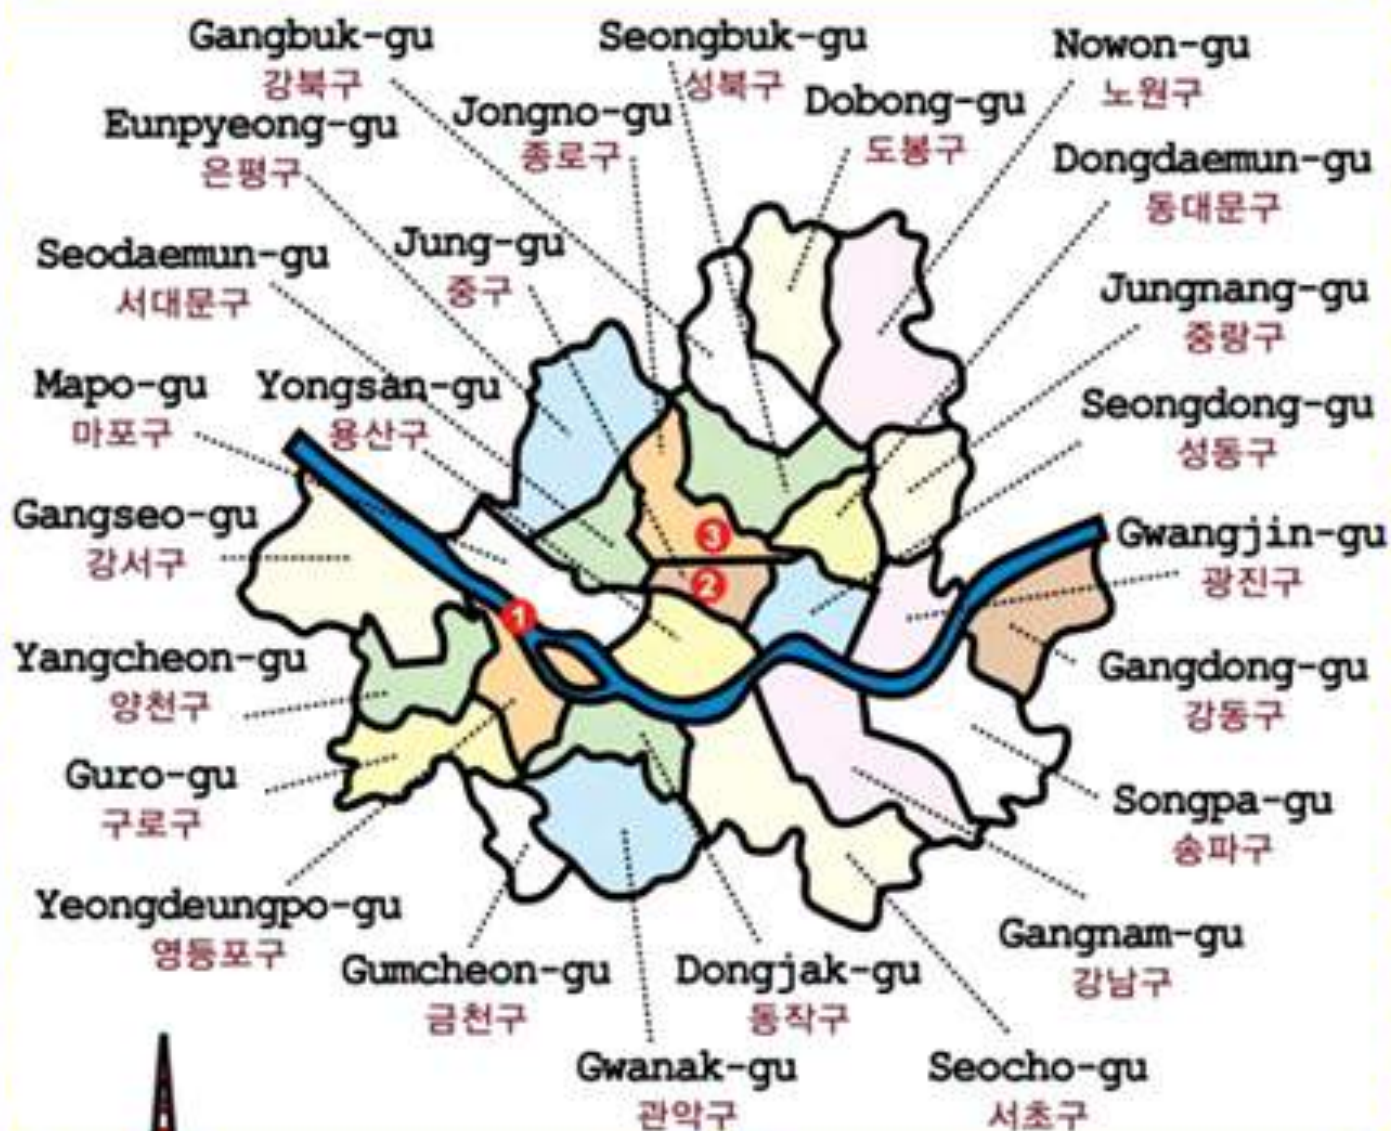 Gangbuk-gu
강북구
Seongbuk-gu
성북구
Nowon-gu
노원구
Eunpyeong-gu
은평구
Jongno-gu
종로구
Dobong-gu
도봉구
Dongdaemun-gu
동대문구
Seodaemun-gu
서대문구
Jung-gu
중구
Jungnang-gu
중랑구
Mapo-gu
마포구
Yongsan-gu
용산구
Seongdong-gu
성동구
Gangseo-gu
강서구
Gwangjin-gu
광진구
3
2
1
Yangcheon-gu
양천구
Gangdong-gu
강동구
Guro-gu
구로구
Songpa-gu
송파구
Yeongdeungpo-gu
영등포구
Gangnam-gu
강남구
Gumcheon-gu
금천구
Dongjak-gu
동작구
Gwanak-gu
관악구
Seocho-gu
서초구